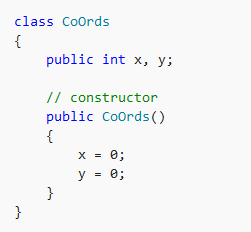 class CoOrds
{
    public int x, y;

    // constructor
    public CoOrds()
    {
        x = 0;
        y = 0;
    }
}